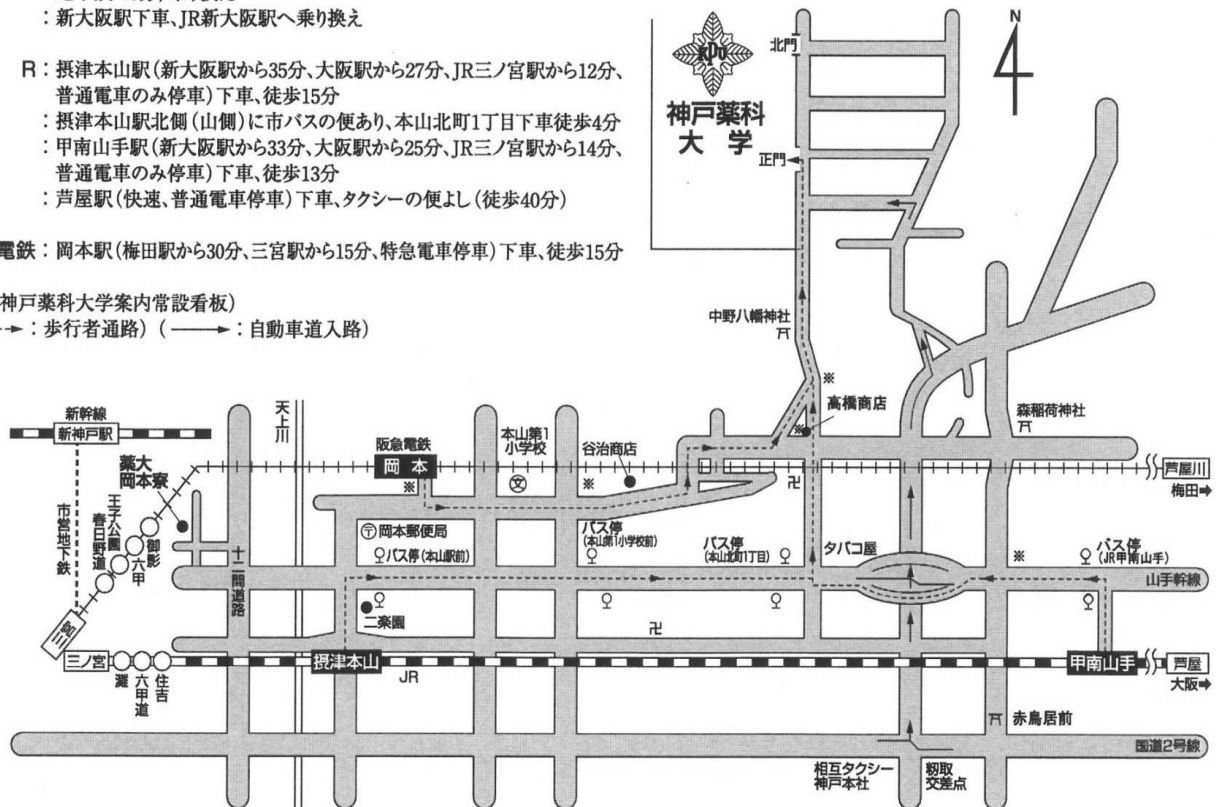 ：新大阪駅下車、JR新大阪駅へ乗り換え
R：摂津本山駅（新大阪駅から35分、大阪駅から27分、JR三ノ宮駅から12分、
普通電車のみ停車）下車、徒歩15分
：摂津本山駅北側（山側）に市バスの便あり、本山北町1丁目下車徒歩4分
：甲南山手駅（新大阪駅から33分、大阪駅から25分、JR三ノ宮駅から14分、
普通電車のみ停車）下車、徒歩13分
：芦屋駅（快速、普通電車停車）下車、タクシーの便よし（徒歩40分）
電鉄：岡本駅（梅田駅から30分、三宮駅から15分、特急電車停車）下車、徒歩15分
神戸薬科大学案内常設看板）
：歩行者通路）（――→：自動車道入路）
KPU
神戸薬科
大学
北門
正門
N
中野八幡神社
※
高橋商店
※
森稲荷神社
新幹線
新神戸駅
天上川
阪急電鉄
岡本
※
本山第1
小学校
文
谷治商店
※
薬大
岡本寮
芦屋川
梅田➡
市営地下鉄
王子公園
春日野道
御影
六甲
三宮
〒岡本郵便局
バス停（本山駅前）
バス停
（本山第1小学校前）
バス停
（本山北町1丁目）
卍
タバコ屋
※
バス停
（JR甲南山手）
山手幹線
十二間道路
二楽園
卍
三ノ宮
灘
六甲道
住吉
摂津本山
JR
甲南山手
芦屋
大阪➡
赤鳥居前
国道2号線
相互タクシー
神戸本社
交差点